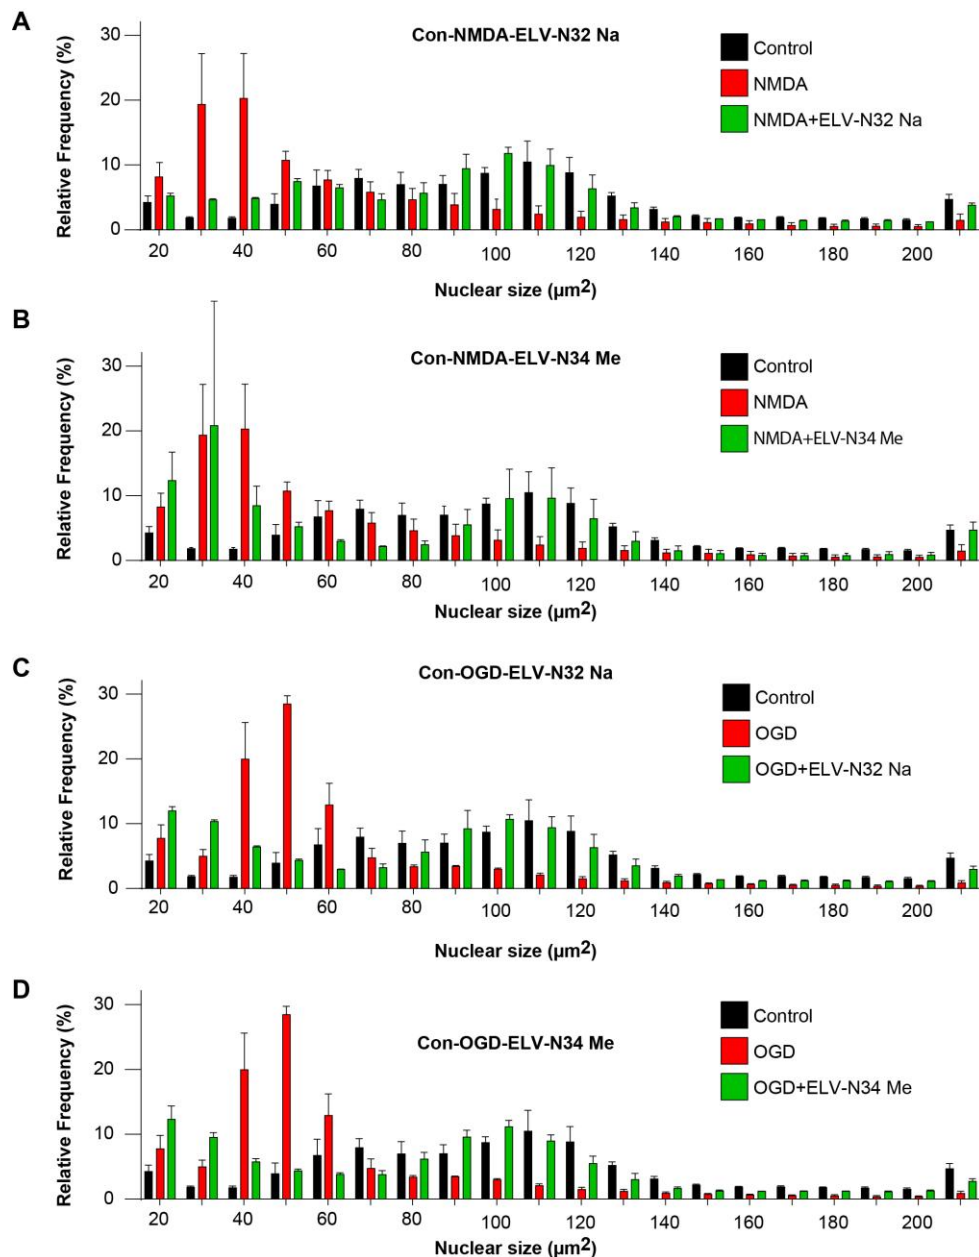 A
Con-NMDA-ELV-N32 Na
Control
NMDA
NMDA+ELV-N32 Na
Relative Frequency (%)
30
20
10
0
20 40 60 80 100 120 140 160 180 200
Nuclear size (µm2)
B
Con-NMDA-ELV-N34 Me
Control
NMDA
NMDA+ELV-N34 Me
Relative Frequency (%)
30
20
10
0
20 40 60 80 100 120 140 160 180 200
Nuclear size (µm2)
C
Con-OGD-ELV-N32 Na
Control
OGD
OGD+ELV-N32 Na
Relative Frequency (%)
30
20
10
0
20 40 60 80 100 120 140 160 180 200
Nuclear size (µm2)
D
Con-OGD-ELV-N34 Me
Control
OGD
OGD+ELV-N34 Me
Relative Frequency (%)
30
20
10
0
20 40 60 80 100 120 140 160 180 200
Nuclear size (µm2)